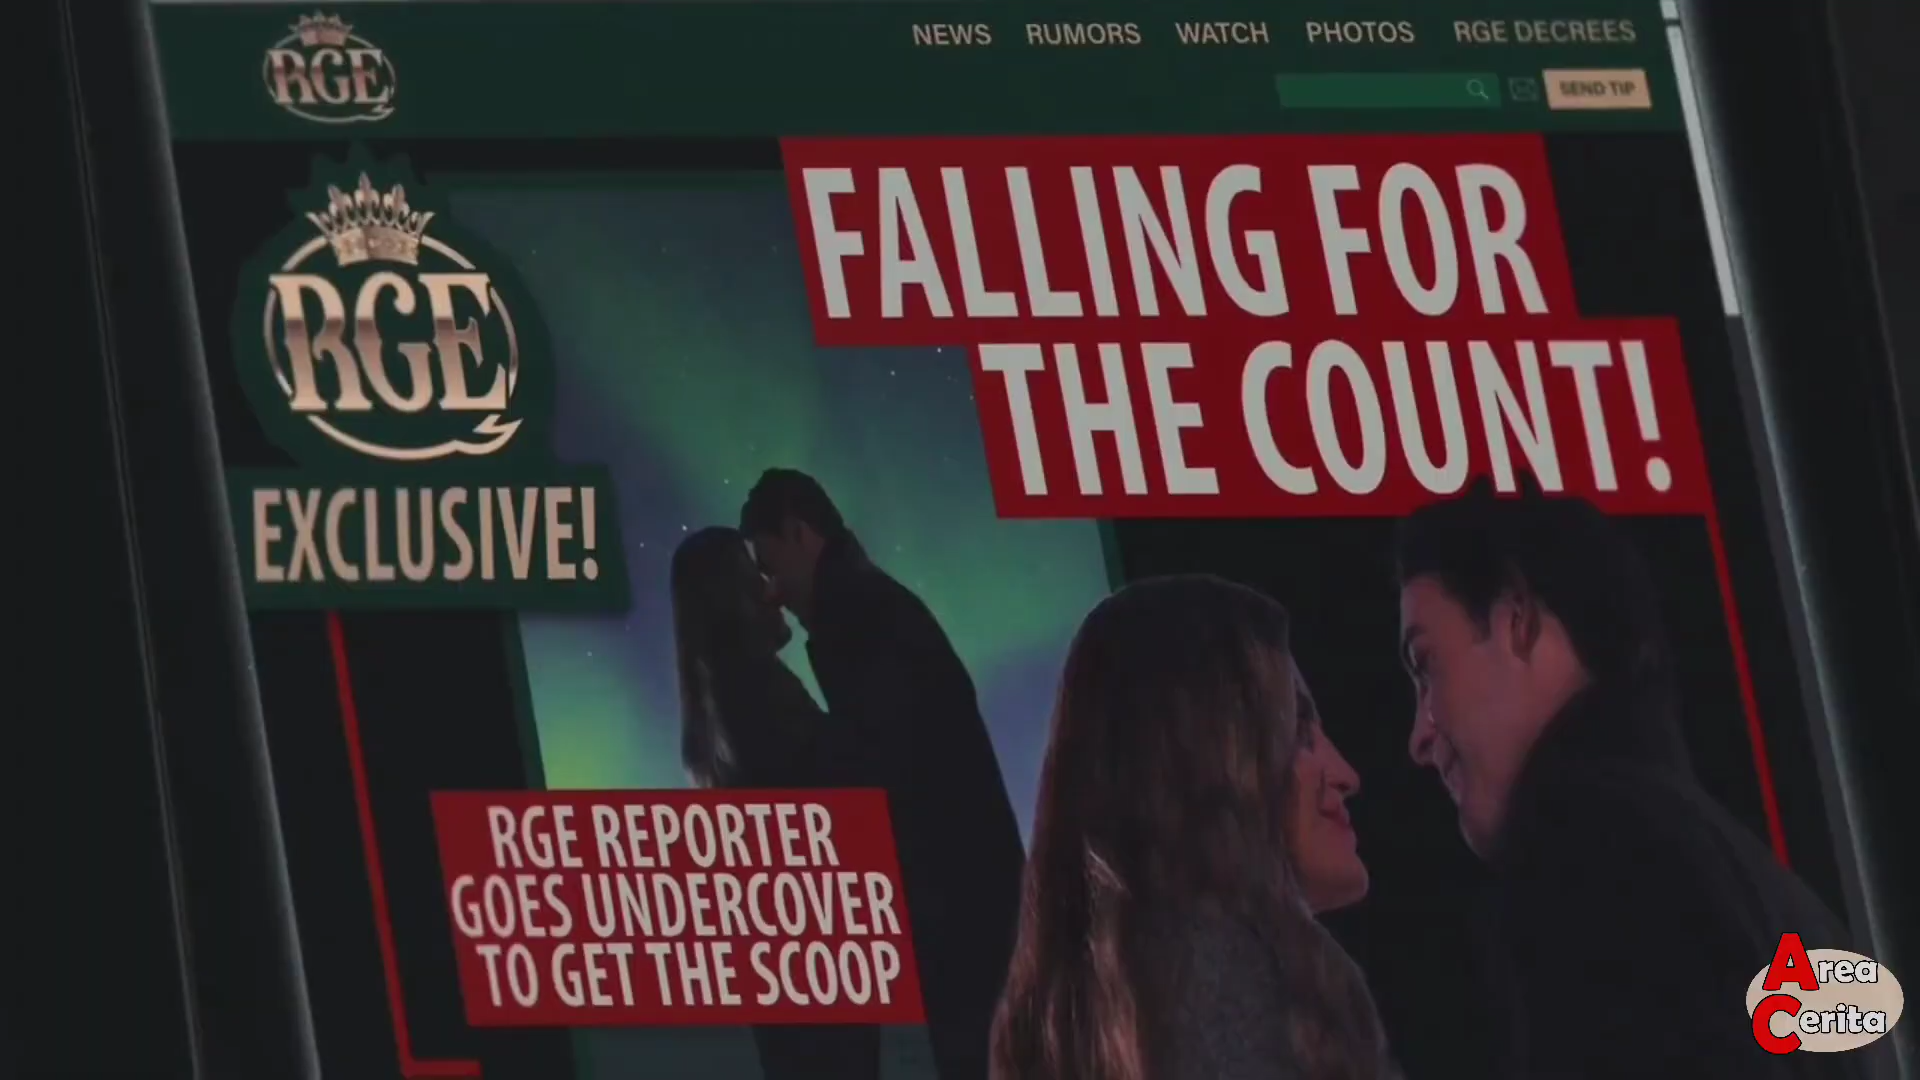 RGE
NEWS RUMORS WATCH PHOTOS RGE DECREES
SEND TIP
FALLING FOR
THE COUNT!
RGE
EXCLUSIVE!
RGE REPORTER
GOES UNDERCOVER
TO GET THE SCOOP
Area
Cerita